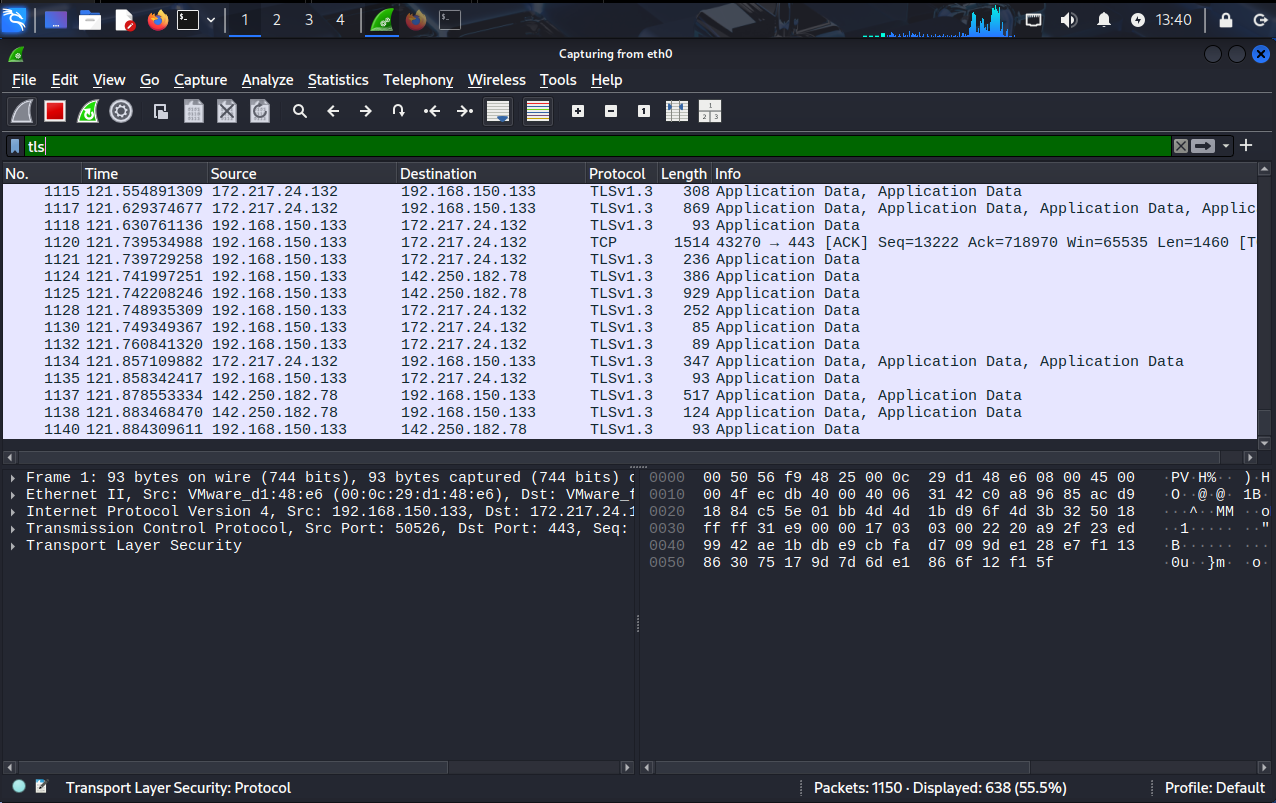 1 2 3 4 13:40
Capturing from eth0
File Edit View Go Capture Analyze Statistics Telephony Wireless Tools Help
tls
No. Time Source Destination Protocol Length Info
1115 121.554891309 172.217.24.132 192.168.150.133 TLSv1.3 308 Application Data, Application Data
1117 121.629374677 172.217.24.132 192.168.150.133 TLSv1.3 869 Application Data, Application Data, Application Data, Applic
1118 121.630761136 192.168.150.133 172.217.24.132 TLSv1.3 93 Application Data
1120 121.739534988 192.168.150.133 172.217.24.132 TCP 1514 43270 → 443 [ACK] Seq=13222 Ack=718970 Win=65535 Len=1460 [T
1121 121.739729258 192.168.150.133 172.217.24.132 TLSv1.3 236 Application Data
1124 121.741997251 192.168.150.133 142.250.182.78 TLSv1.3 386 Application Data
1125 121.742208246 192.168.150.133 142.250.182.78 TLSv1.3 929 Application Data
1128 121.748935309 192.168.150.133 172.217.24.132 TLSv1.3 252 Application Data
1130 121.749349367 192.168.150.133 172.217.24.132 TLSv1.3 85 Application Data
1132 121.760841320 192.168.150.133 172.217.24.132 TLSv1.3 89 Application Data
1134 121.857109882 172.217.24.132 192.168.150.133 TLSv1.3 347 Application Data, Application Data, Application Data
1135 121.858342417 192.168.150.133 172.217.24.132 TLSv1.3 93 Application Data
1137 121.878553334 142.250.182.78 192.168.150.133 TLSv1.3 517 Application Data, Application Data
1138 121.883468470 142.250.182.78 192.168.150.133 TLSv1.3 124 Application Data, Application Data
1140 121.884309611 192.168.150.133 142.250.182.78 TLSv1.3 93 Application Data
Frame 1: 93 bytes on wire (744 bits), 93 bytes captured (744 bits) o
Ethernet II, Src: VMware_d1:48:e6 (00:0c:29:d1:48:e6), Dst: VMware_f
Internet Protocol Version 4, Src: 192.168.150.133, Dst: 172.217.24.1
Transmission Control Protocol, Src Port: 50526, Dst Port: 443, Seq:
Transport Layer Security
0000 00 50 56 f9 48 25 00 0c 29 d1 48 e6 08 00 45 00 ·PV·H%·· )·H
0010 00 4f ec db 40 00 40 06 31 42 c0 a8 96 85 ac d9 ·O··@·@· 1B·
0020 18 84 c5 5e 01 bb 4d 4d 1b d9 6f 4d 3b 32 50 18 ···^··MM ··o
0030 ff ff 31 e9 00 00 17 03 03 00 22 20 a9 2f 23 ed ··1····· ··"
0040 99 42 ae 1b db e9 cb fa d7 09 9d e1 28 e7 f1 13 ·B······ ···
0050 86 30 75 17 9d 7d 6d e1 86 6f 12 f1 5f ·0u··}m· ·o·
Transport Layer Security: Protocol Packets: 1150 · Displayed: 638 (55.5%) Profile: Default